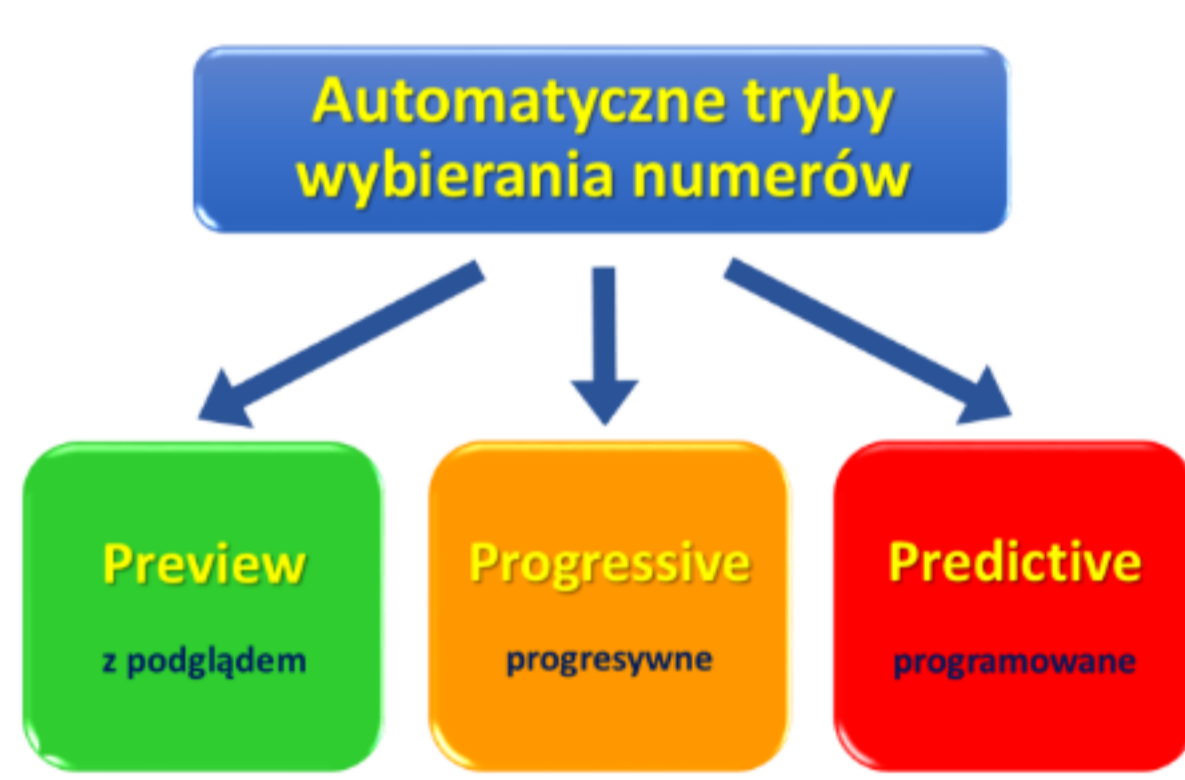 Automatyczne tryby
wybierania numerów
Preview
z podglądem
Progressive
progresywne
Predictive
programowane